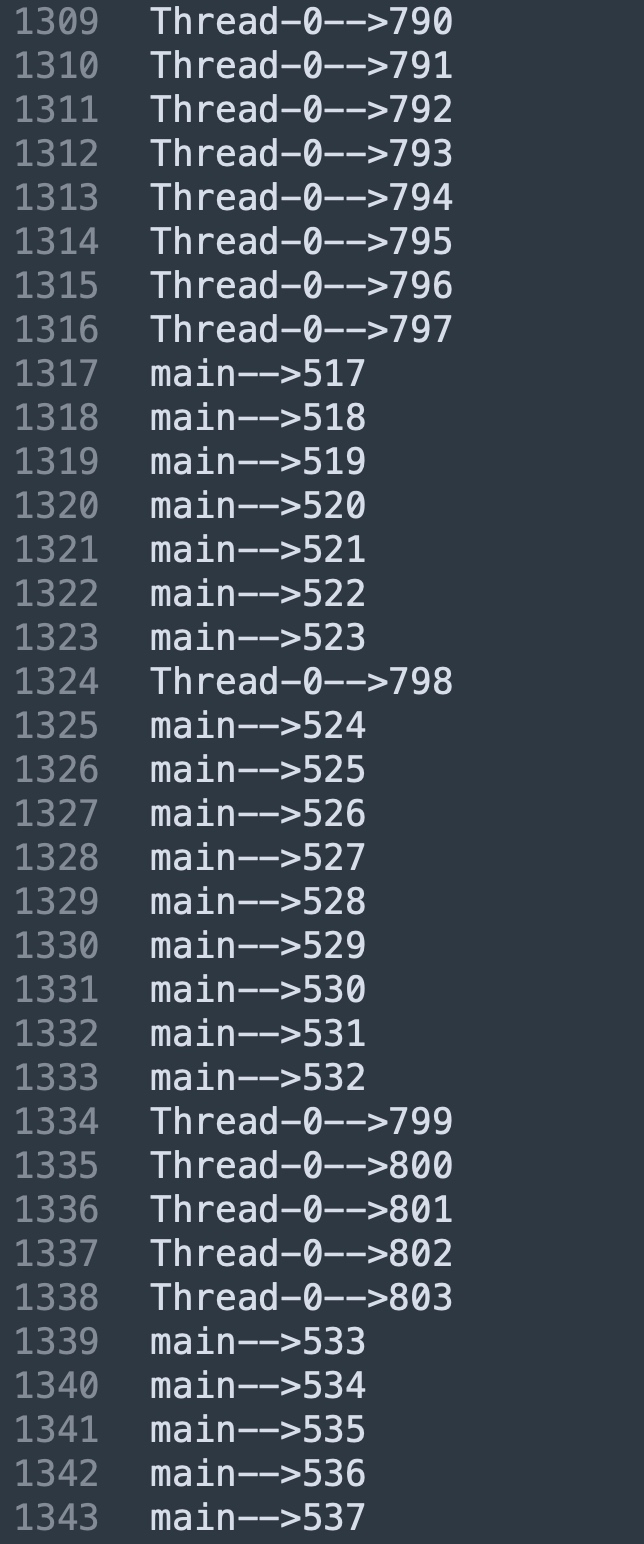 1309 Thread-0-->790
1310 Thread-0-->791
1311 Thread-0-->792
1312 Thread-0-->793
1313 Thread-0-->794
1314 Thread-0-->795
1315 Thread-0-->796
1316 Thread-0-->797
1317 main-->517
1318 main-->518
1319 main-->519
1320 main-->520
1321 main-->521
1322 main-->522
1323 main-->523
1324 Thread-0-->798
1325 main-->524
1326 main-->525
1327 main-->526
1328 main-->527
1329 main-->528
1330 main-->529
1331 main-->530
1332 main-->531
1333 main-->532
1334 Thread-0-->799
1335 Thread-0-->800
1336 Thread-0-->801
1337 Thread-0-->802
1338 Thread-0-->803
1339 main-->533
1340 main-->534
1341 main-->535
1342 main-->536
1343 main-->537